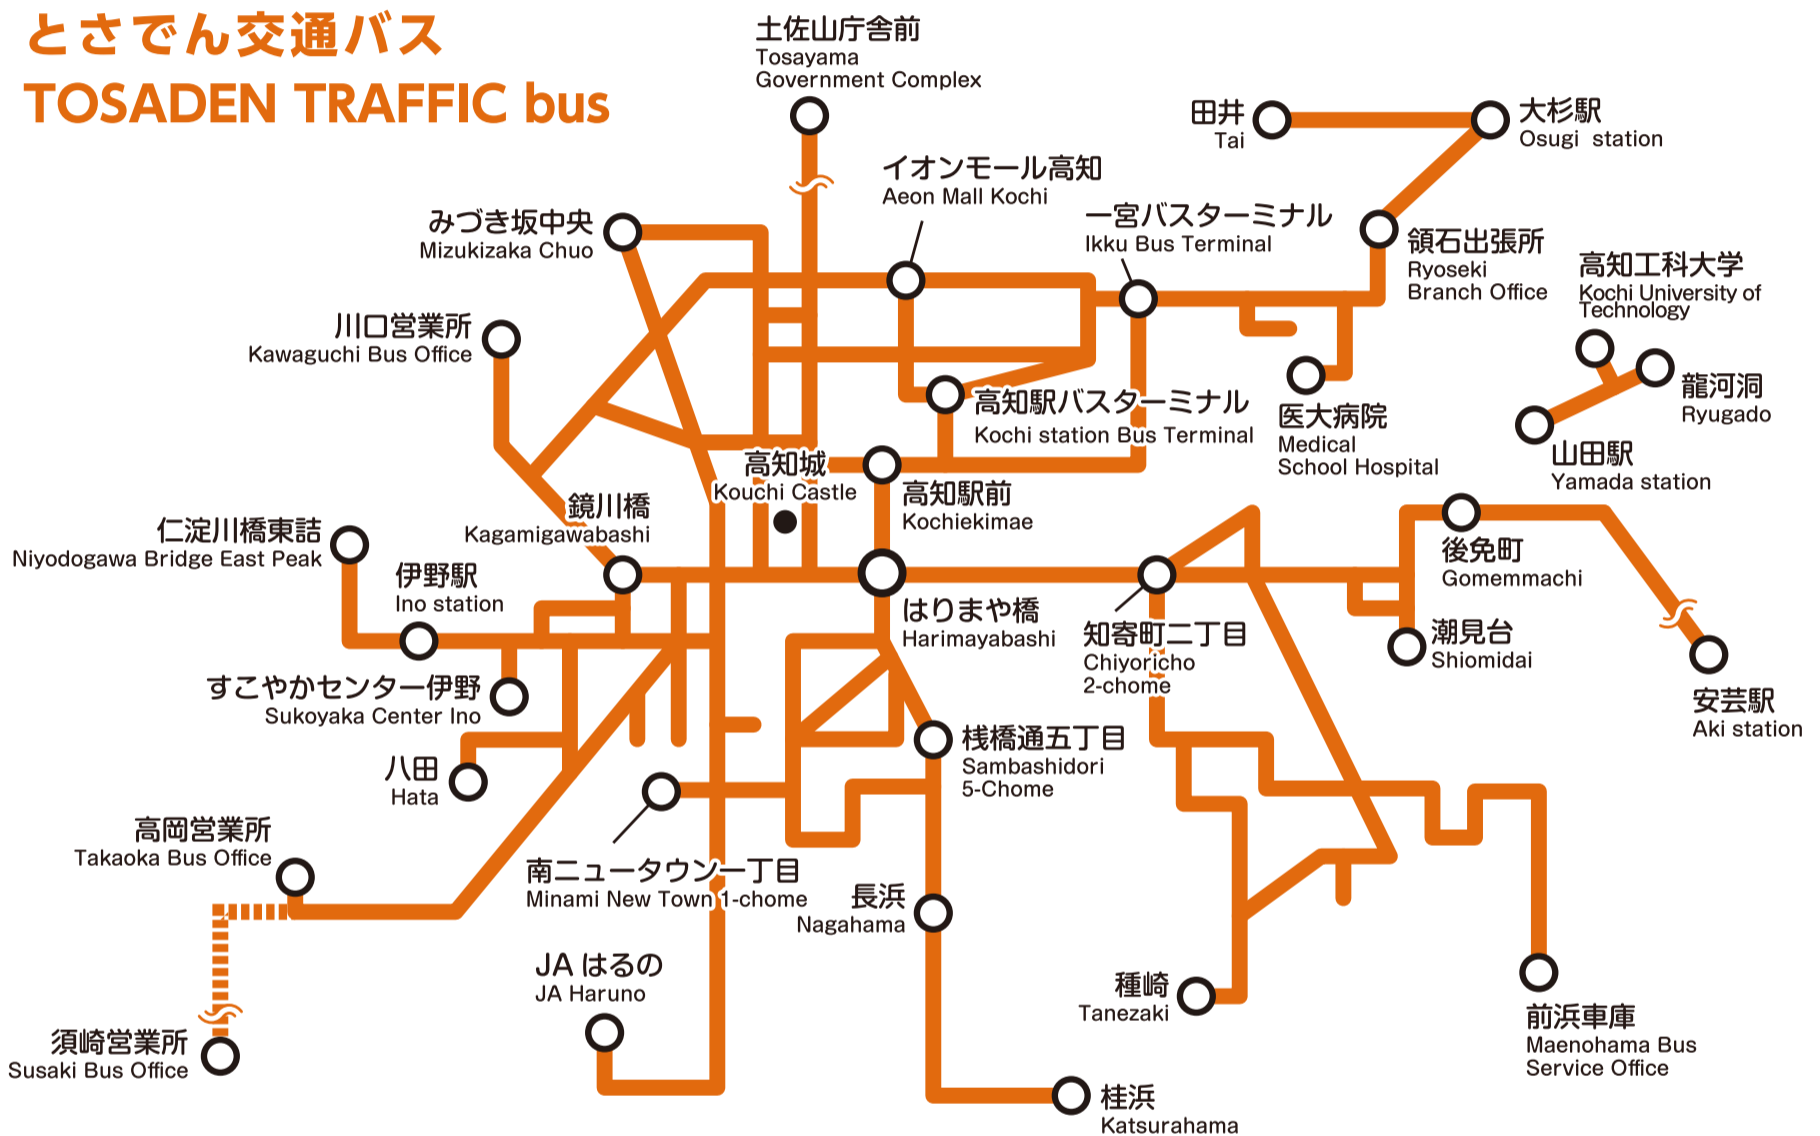 とさでん交通バス
TOSADEN TRAFFIC bus
土佐山庁舎前
Tosayama
Government Complex
田井
Tai
大杉駅
Osugi station
イオンモール高知
Aeon Mall Kochi
みづき坂中央
Mizukizaka Chuo
一宮バスターミナル
Ikku Bus Terminal
領石出張所
Ryoseki
Branch Office
高知工科大学
Kochi University of
Technology
川口営業所
Kawaguchi Bus Office
龍河洞
Ryugado
高知駅バスターミナル
Kochi station Bus Terminal
医大病院
Medical
School Hospital
山田駅
Yamada station
高知城
Kouchi Castle
高知駅前
Kochiekimae
鏡川橋
Kagamigawabashi
仁淀川橋東詰
Niyodogawa Bridge East Peak
伊野駅
Ino station
後免町
Gomemmachi
はりまや橋
Harimayabashi
知寄町二丁目
Chiyoricho
2-chome
潮見台
Shiomidai
すこやかセンター伊野
Sukoyaka Center Ino
安芸駅
Aki station
桟橋通五丁目
Sambashidori
5-Chome
八田
Hata
高岡営業所
Takaoka Bus Office
南ニュータウン一丁目
Minami New Town 1-chome
長浜
Nagahama
JA はるの
JA Haruno
種崎
Tanezaki
前浜車庫
Maenohama Bus
Service Office
須崎営業所
Susaki Bus Office
桂浜
Katsurahama